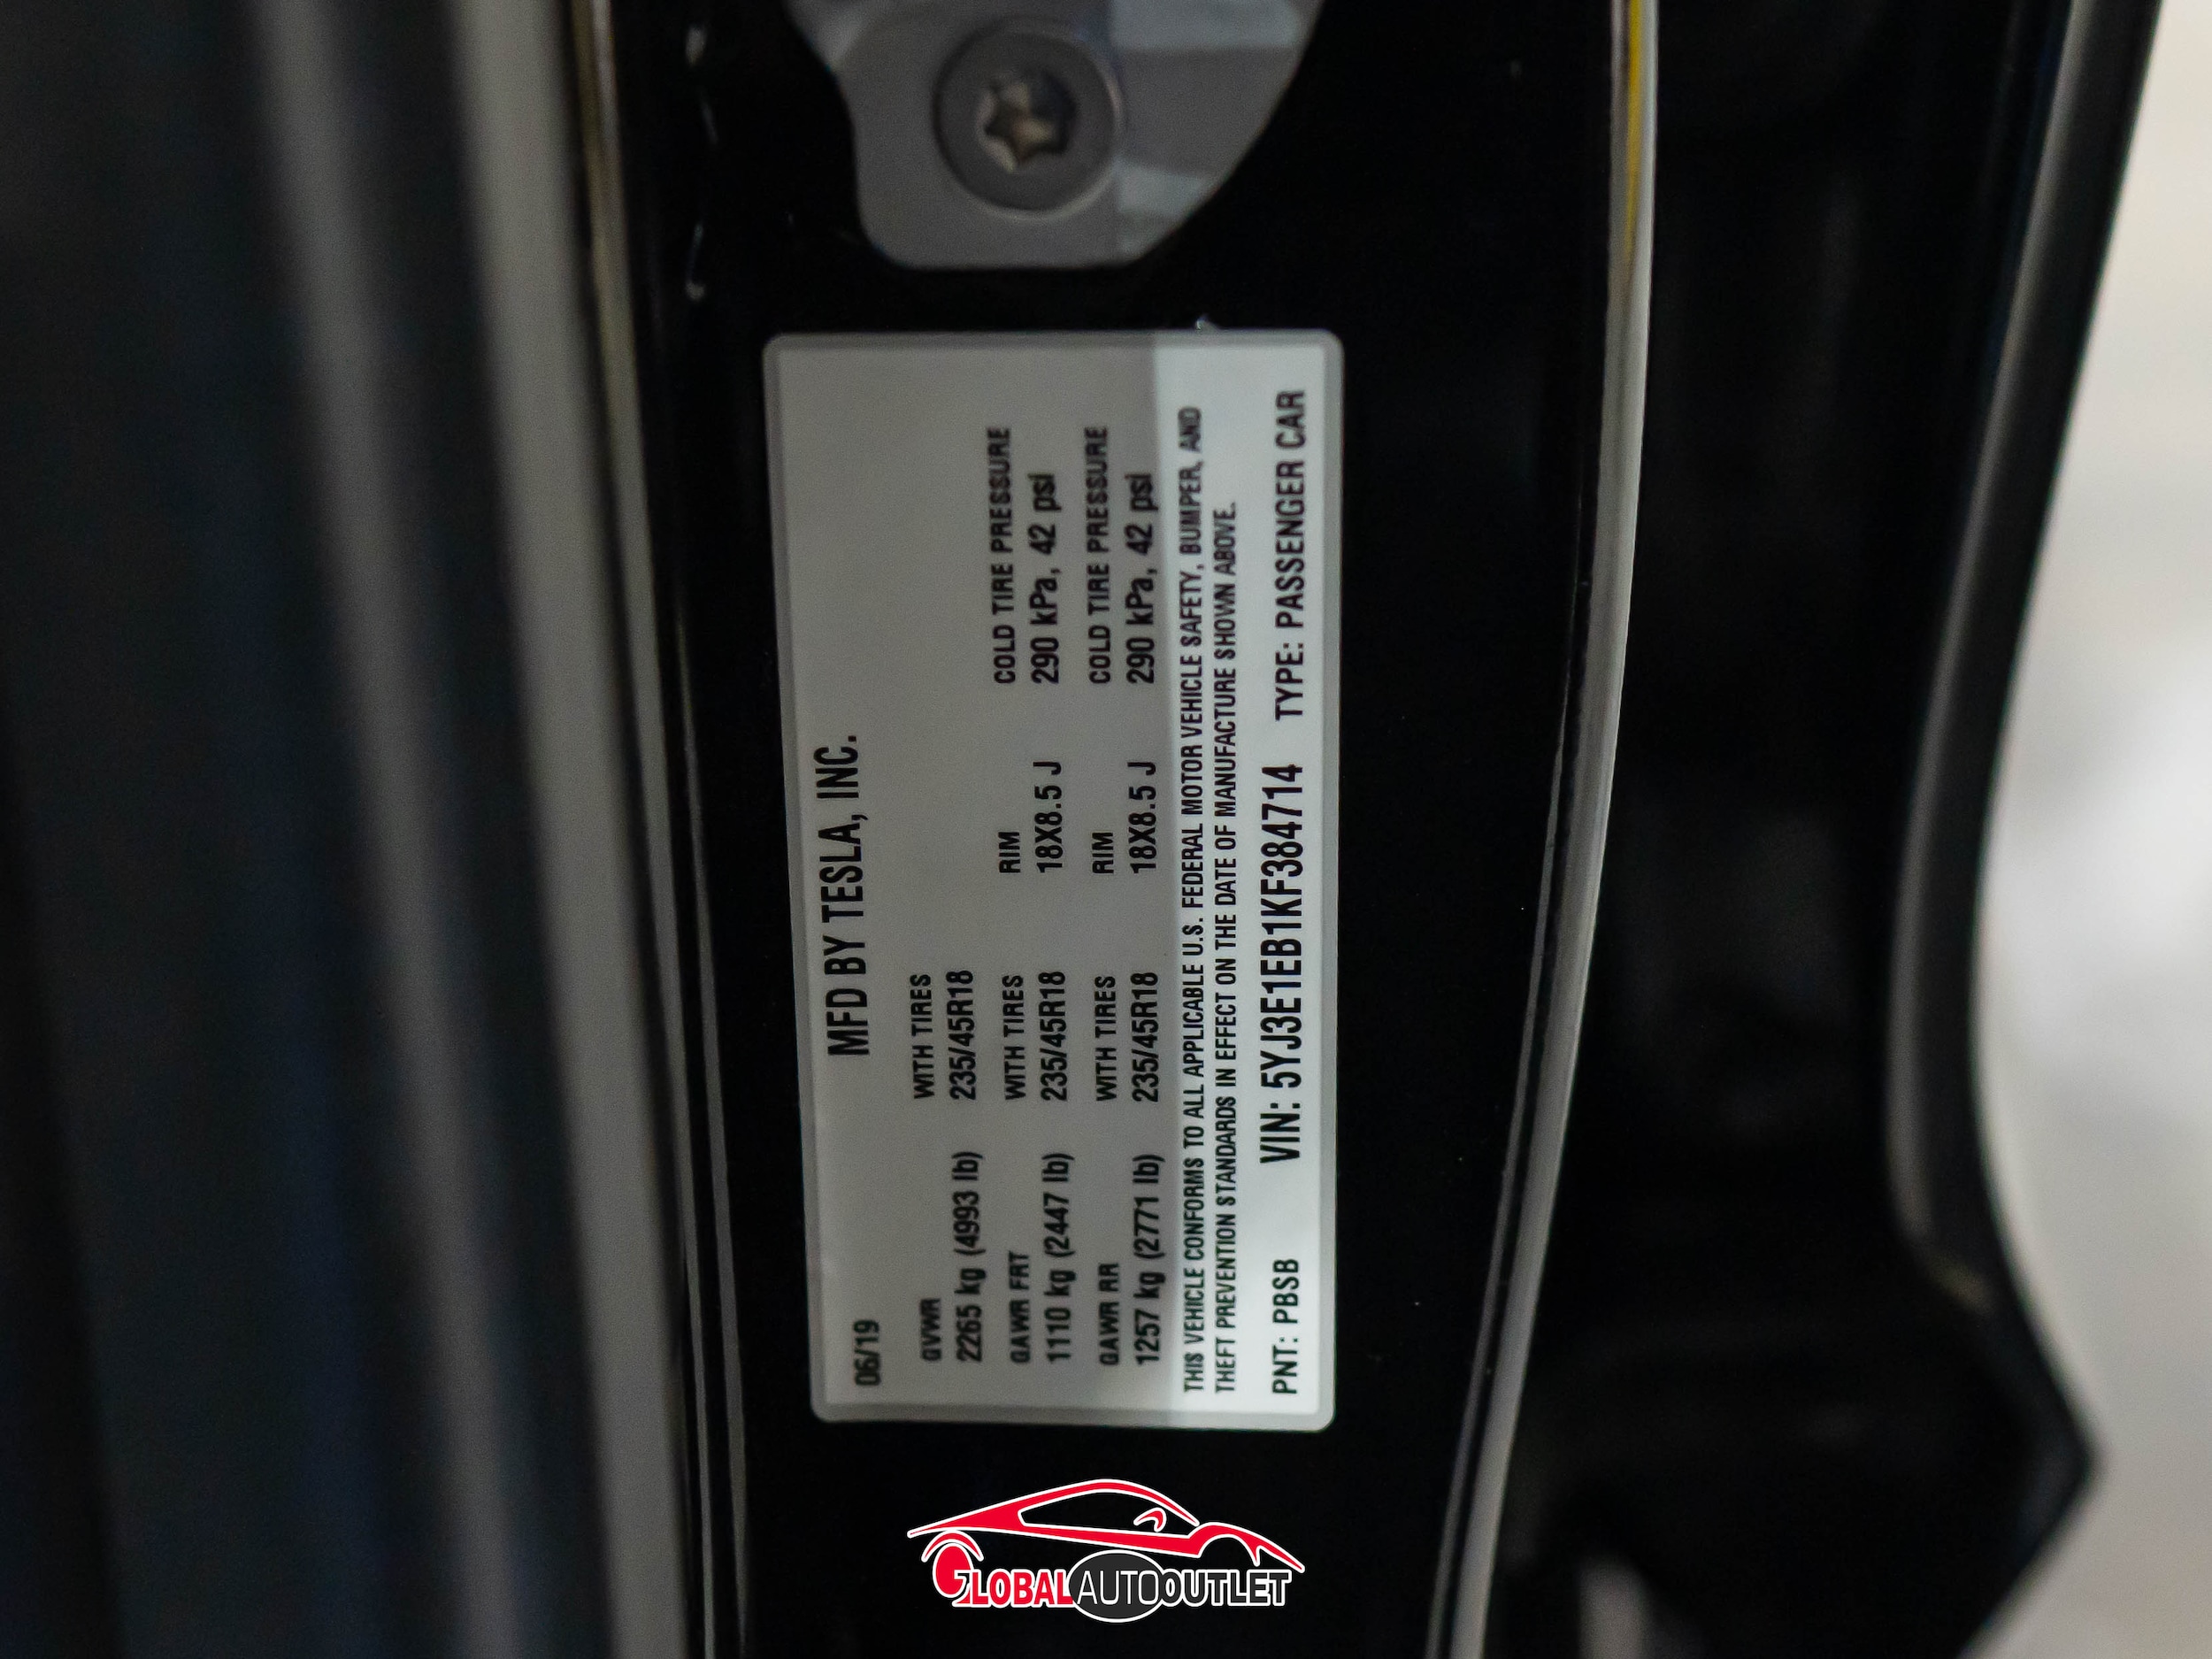 MFD BY TESLA, INC.
06/19
GVWR WITH TIRES
2265 kg (4993 lb) 235/45R18
GAWR FRT WITH TIRES RIM COLD TIRE PRESSURE
1110 kg (2447 lb) 235/45R18 18X8.5 J 290 kPa, 42 psi
GAWR RR WITH TIRES RIM COLD TIRE PRESSURE
1257 kg (2771 lb) 235/45R18 18X8.5 J 290 kPa, 42 psi
THIS VEHICLE CONFORMS TO ALL APPLICABLE U.S. FEDERAL MOTOR VEHICLE SAFETY, BUMPER, AND
THEFT PREVENTION STANDARDS IN EFFECT ON THE DATE OF MANUFACTURE SHOWN ABOVE.
PNT: PBSB VIN: 5YJ3E1EB1KF384714 TYPE: PASSENGER CAR
GLOBALAUTOOUTLET